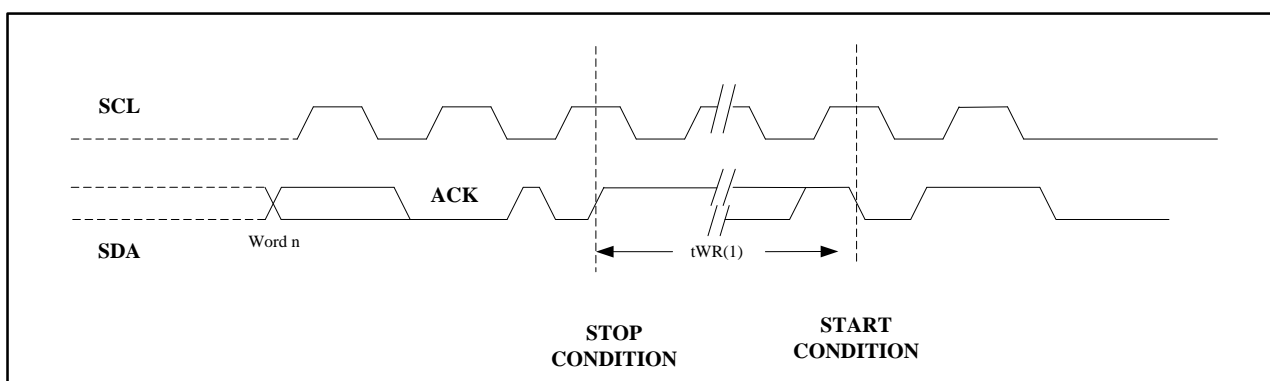 SCL
ACK
Word n
SDA
tWR(1)
STOP
CONDITION
START
CONDITION